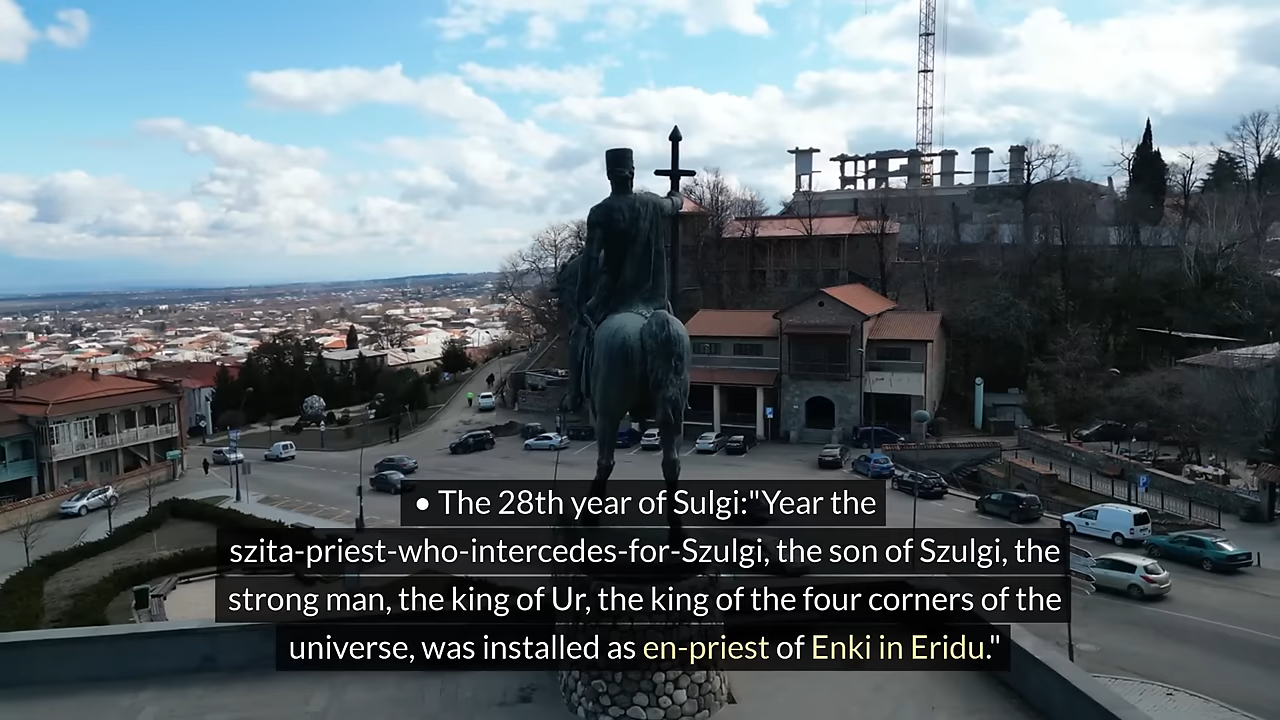 • The 28th year of Sulgi:"Year the
szita-priest-who-intercedes-for-Szulgi, the son of Szulgi, the
strong man, the king of Ur, the king of the four corners of the
universe, was installed as en-priest of Enki in Eridu."
P
P